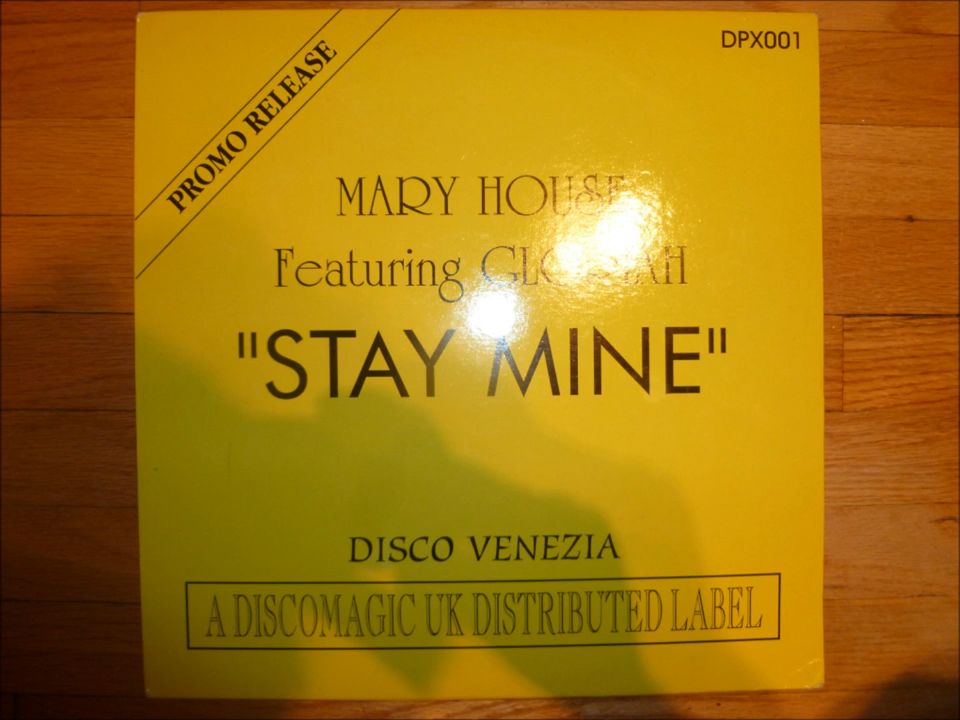 PROMO RELEASE
DPX001
MARY HOUSE
Featuring
"STAY MINE"
DISCO VENEZIA
A DISCOMAGIC UK DISTRIBUTED LABEL